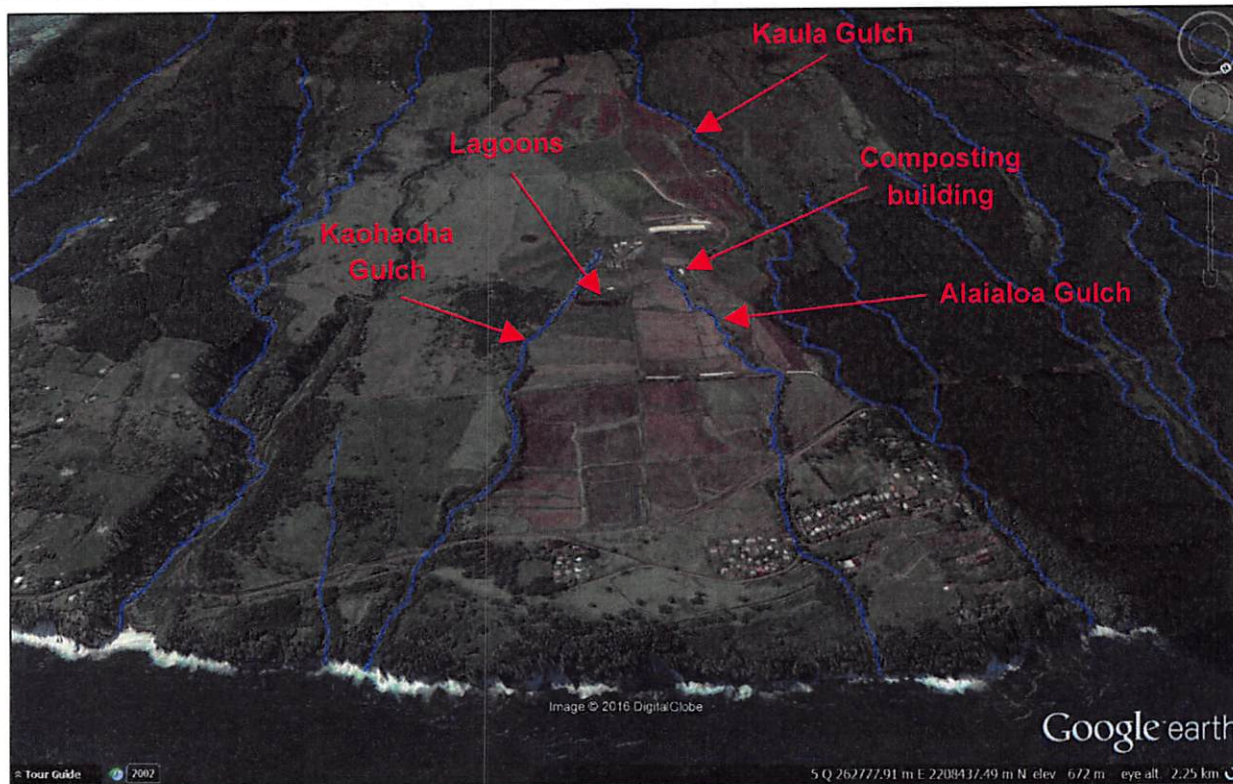 Kaula Gulch
Lagoons
Composting
building
Kaohaoha
Gulch
Alaialoa Gulch
Image © 2016 DigitalGlobe
Google earth
Tour Guide
2002
5 Q 262777.91 m E 2208437.49 m N elev 672 m eye alt 2.25 km